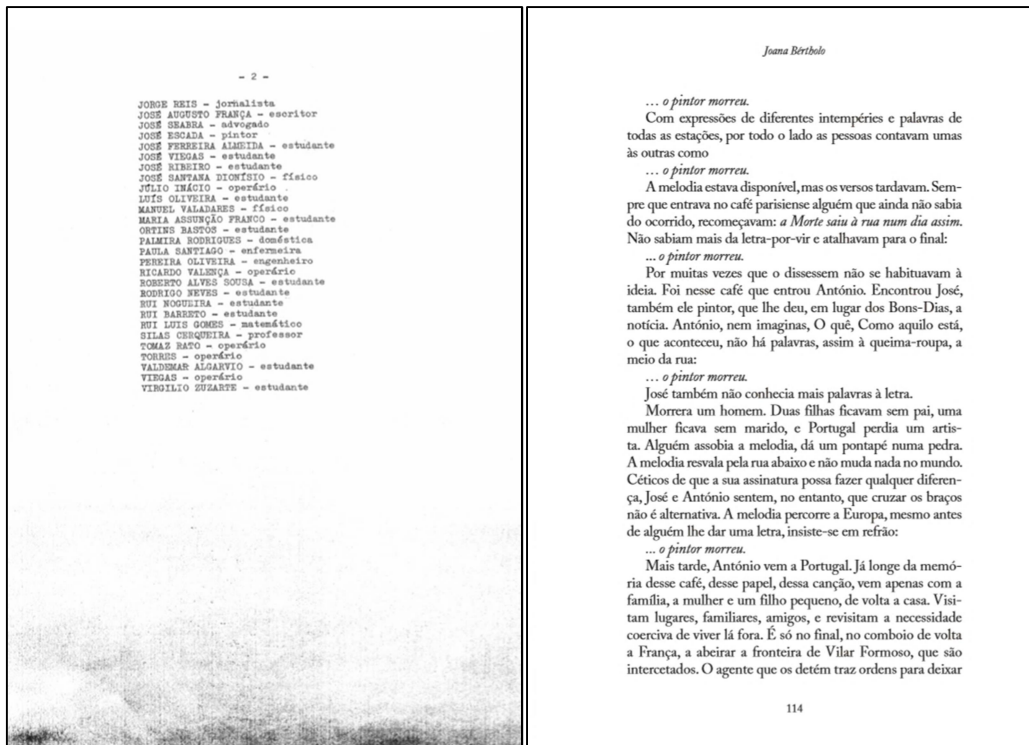 - 2 -
JORGE REIS - jornalista
JOSÉ AUGUSTO FRANÇA - escritor
JOSÉ SEABRA - advogado
JOSÉ ESCADA - pintor
JOSÉ FERREIRA ALMEIDA - estudante
JOSÉ VIEGAS - estudante
JOSÉ RIBEIRO - estudante
JOSÉ SANTANA DIONÍSIO - físico
JÚLIO INÁCIO - operário
LUÍS OLIVEIRA - estudante
MANUEL VALADARES - físico
MARIA ASSUNÇÃO FRANCO - estudante
ORTINS BASTOS - estudante
PALMIRA RODRIGUES - doméstica
PAULA SANTIAGO - enfermeira
PEREIRA OLIVEIRA - engenheiro
RICARDO VALENÇA - operário
ROBERTO ALVES SOUSA - estudante
RODRIGO NEVES - estudante
RUI NOGUEIRA - estudante
RUI BARRETO - estudante
RUI LUIS GOMES - matemático
SILAS CERQUEIRA - professor
TOMAZ RATO - operário
TORRES - operário
VALDEMAR ALGARVIO - estudante
VIEGAS - operário
VIRGILIO ZUZARTE - estudante
Joana Bértholo
… o pintor morreu.
Com expressões de diferentes intempéries e palavras de
todas as estações, por todo o lado as pessoas contavam umas
às outras como
… o pintor morreu.
A melodia estava disponível, mas os versos tardavam. Sem-
pre que entrava no café parisiense alguém que ainda não sabia
do ocorrido, recomeçavam: a Morte saiu à rua num dia assim.
Não sabiam mais da letra-por-vir e atalhavam para o final:
... o pintor morreu.
Por muitas vezes que o dissessem não se habituavam à
ideia. Foi nesse café que entrou António. Encontrou José,
também ele pintor, que lhe deu, em lugar dos Bons-Dias, a
notícia. António, nem imaginas, O quê, Como aquilo está,
o que aconteceu, não há palavras, assim à queima-roupa, a
meio da rua:
… o pintor morreu.
José também não conhecia mais palavras à letra.
Morrera um homem. Duas filhas ficavam sem pai, uma
mulher ficava sem marido, e Portugal perdia um artis-
ta. Alguém assobia a melodia, dá um pontapé numa pedra.
A melodia resvala pela rua abaixo e não muda nada no mundo.
Céticos de que a sua assinatura possa fazer qualquer diferen-
ça, José e António sentem, no entanto, que cruzar os braços
não é alternativa. A melodia percorre a Europa, mesmo antes
de alguém lhe dar uma letra, insiste-se em refrão:
... o pintor morreu.
Mais tarde, António vem a Portugal. Já longe da memó-
ria desse café, desse papel, dessa canção, vem apenas com a
família, a mulher e um filho pequeno, de volta a casa. Visi-
tam lugares, familiares, amigos, e revisitam a necessidade
coerciva de viver lá fora. É só no final, no comboio de volta
a França, a abeirar a fronteira de Vilar Formoso, que são
intercetados. O agente que os detém traz ordens para deixar
114